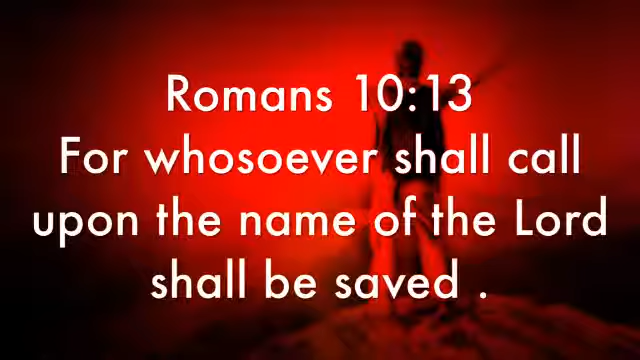 Romans 10:13
For whosoever shall call
upon the name of the Lord
shall be saved .